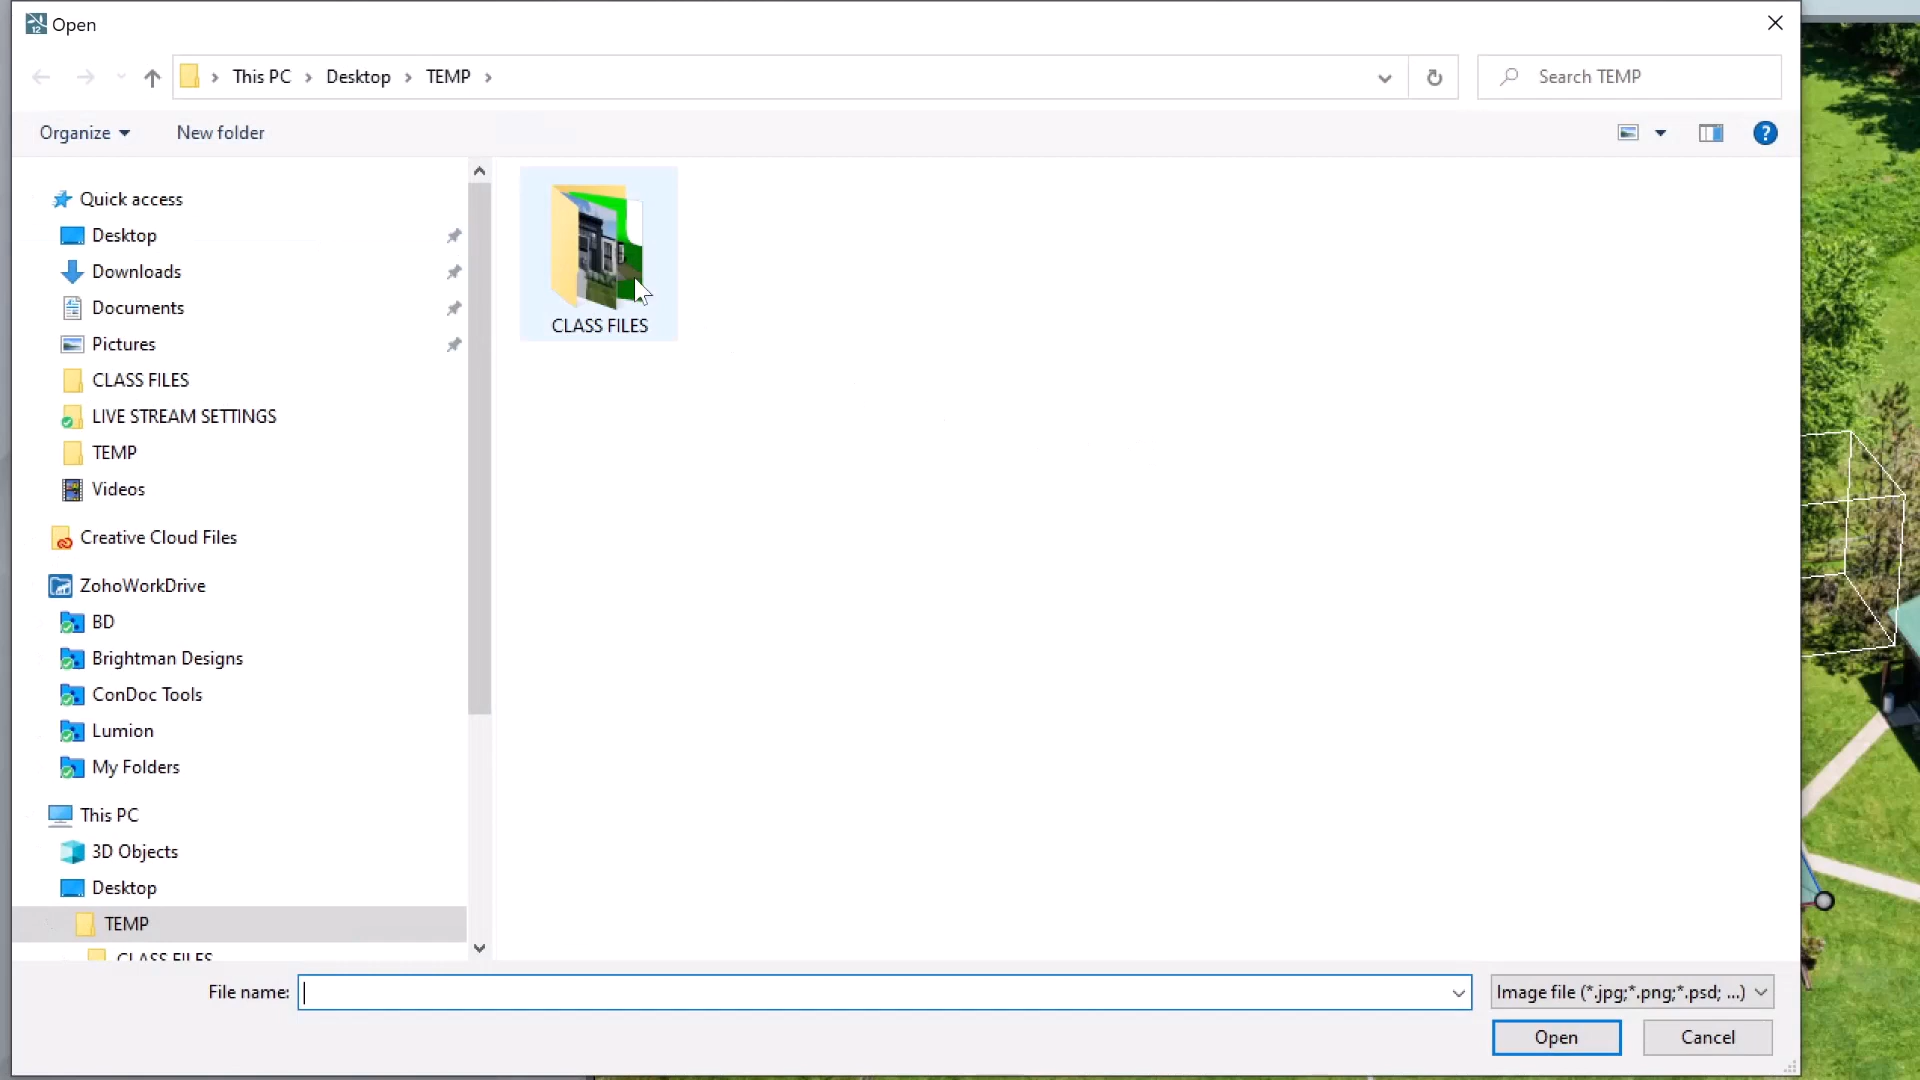 Open
This PC
Desktop
TEMP
Search TEMP
Organize
New folder
Quick access
Desktop
Downloads
Documents
Pictures
CLASS FILES
LIVE STREAM SETTINGS
TEMP
Videos
Creative Cloud Files
ZohoWorkDrive
BD
Brightman Designs
ConDoc Tools
Lumion
My Folders
This PC
3D Objects
Desktop
TEMP
CLASS FILES
CLASS FILES
File name:
Image file (*.jpg;*.png;*.psd; ...)
Open
Cancel